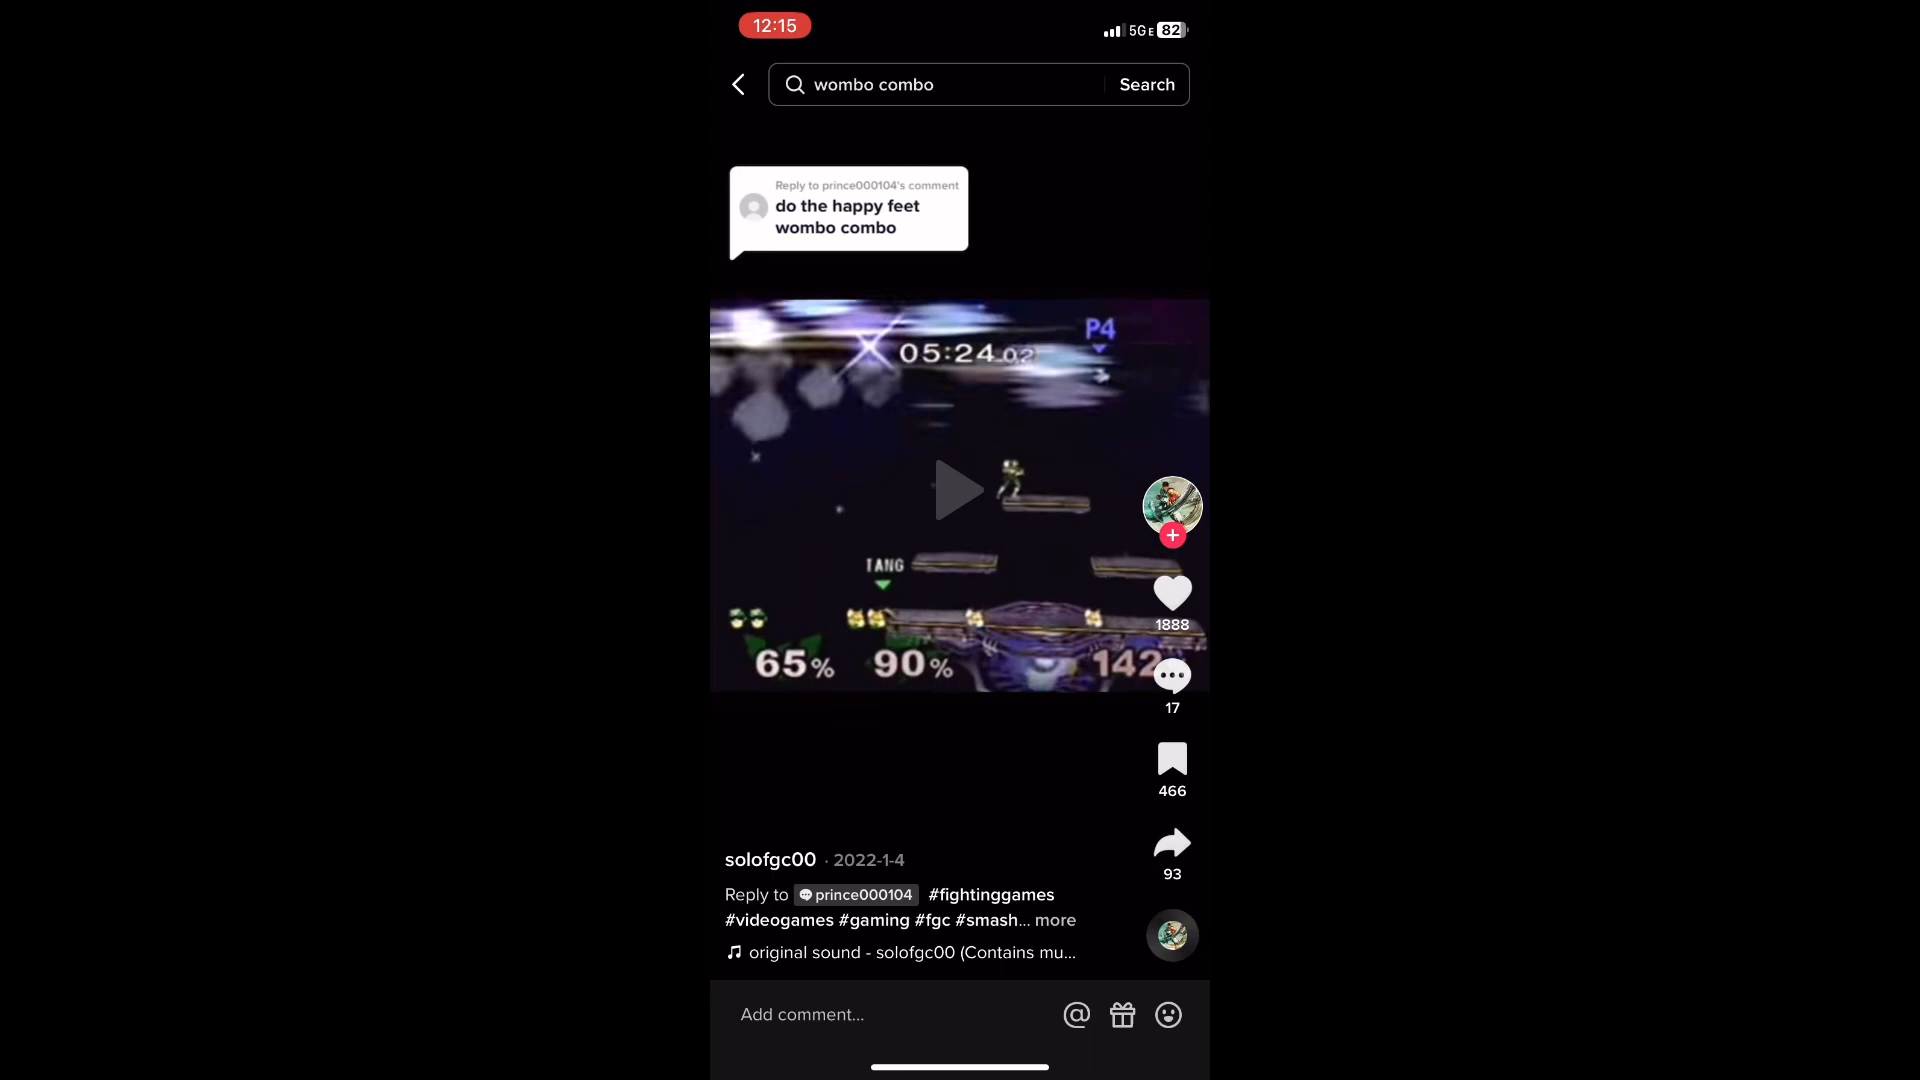 12:15
5GE 82
wombo combo
Search
Reply to prince000104's comment
do the happy feet
wombo combo
P4
05:24.02
TANG
65%
90%
142
1888
17
466
93
solofgc00 · 2022-1-4
Reply to prince000104 #fightinggames
#videogames #gaming #fgc #smash... more
original sound - solofgc00 (Contains mu...
Add comment...